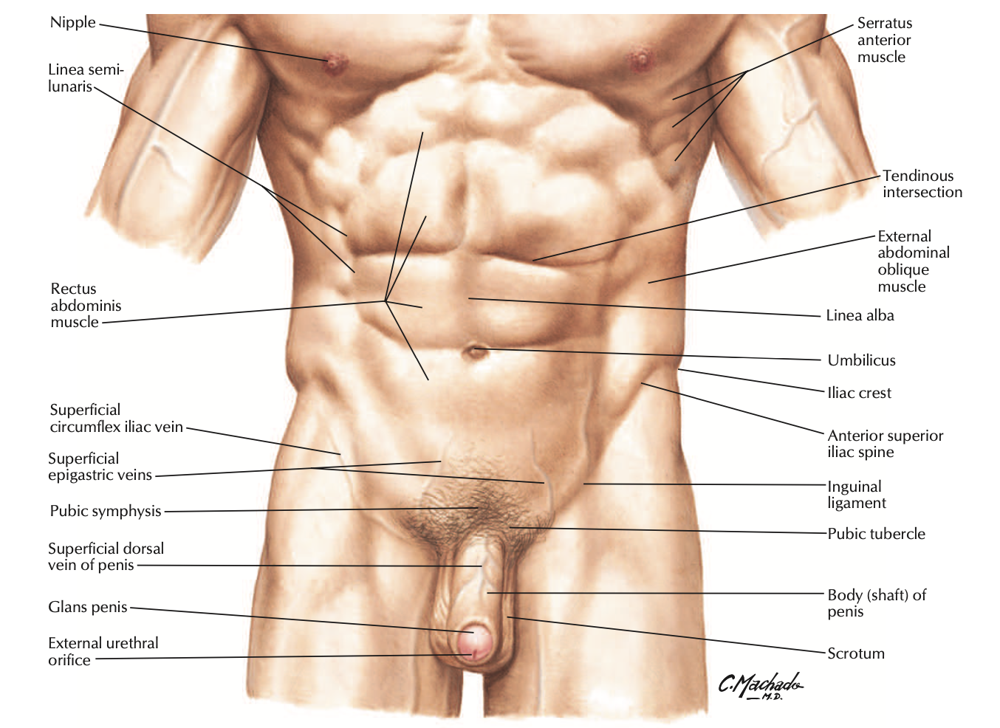 Nipple
Linea semi-
lunaris
Rectus
abdominis
muscle
Superficial
circumflex iliac vein
Superficial
epigastric veins
Pubic symphysis
Superficial dorsal
vein of penis
Glans penis
External urethral
orifice
Serratus
anterior
muscle
Tendinous
intersection
External
abdominal
oblique
muscle
Linea alba
Umbilicus
Iliac crest
Anterior superior
iliac spine
Inguinal
ligament
Pubic tubercle
Body (shaft) of
penis
Scrotum
C. Machado
M.D.